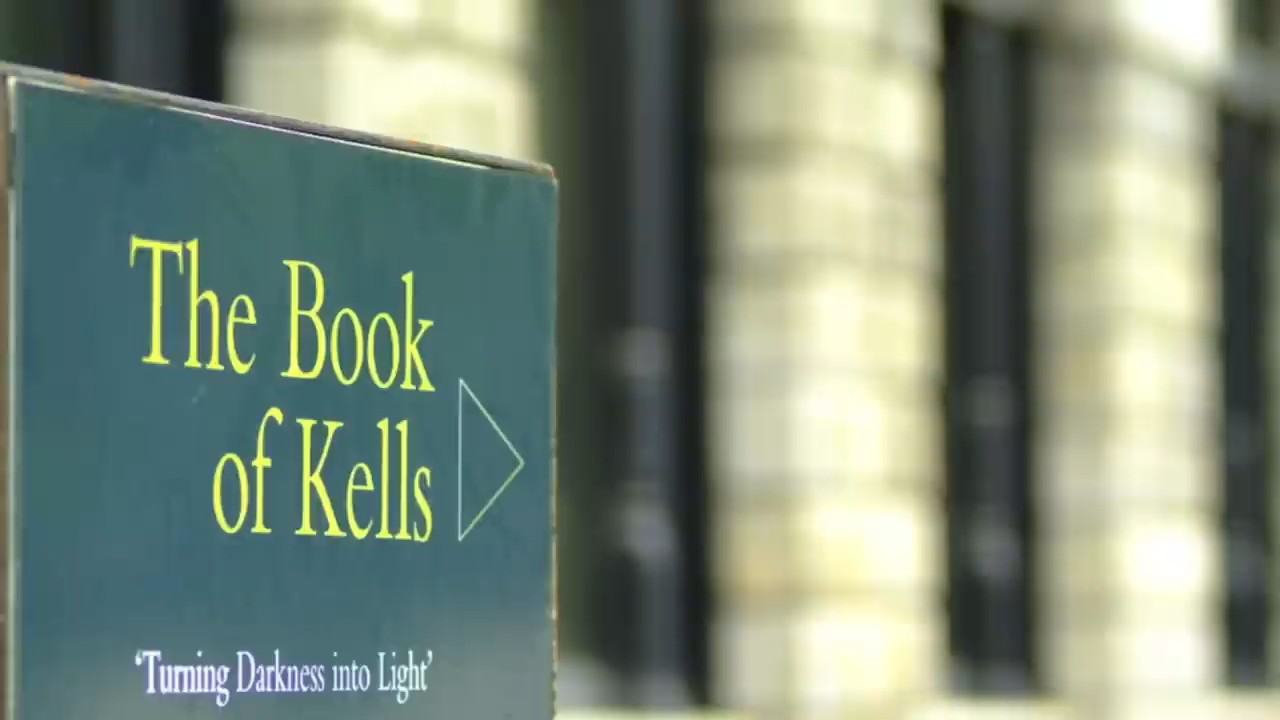 The Book
of Kells
‘Turning Darkness into Light’